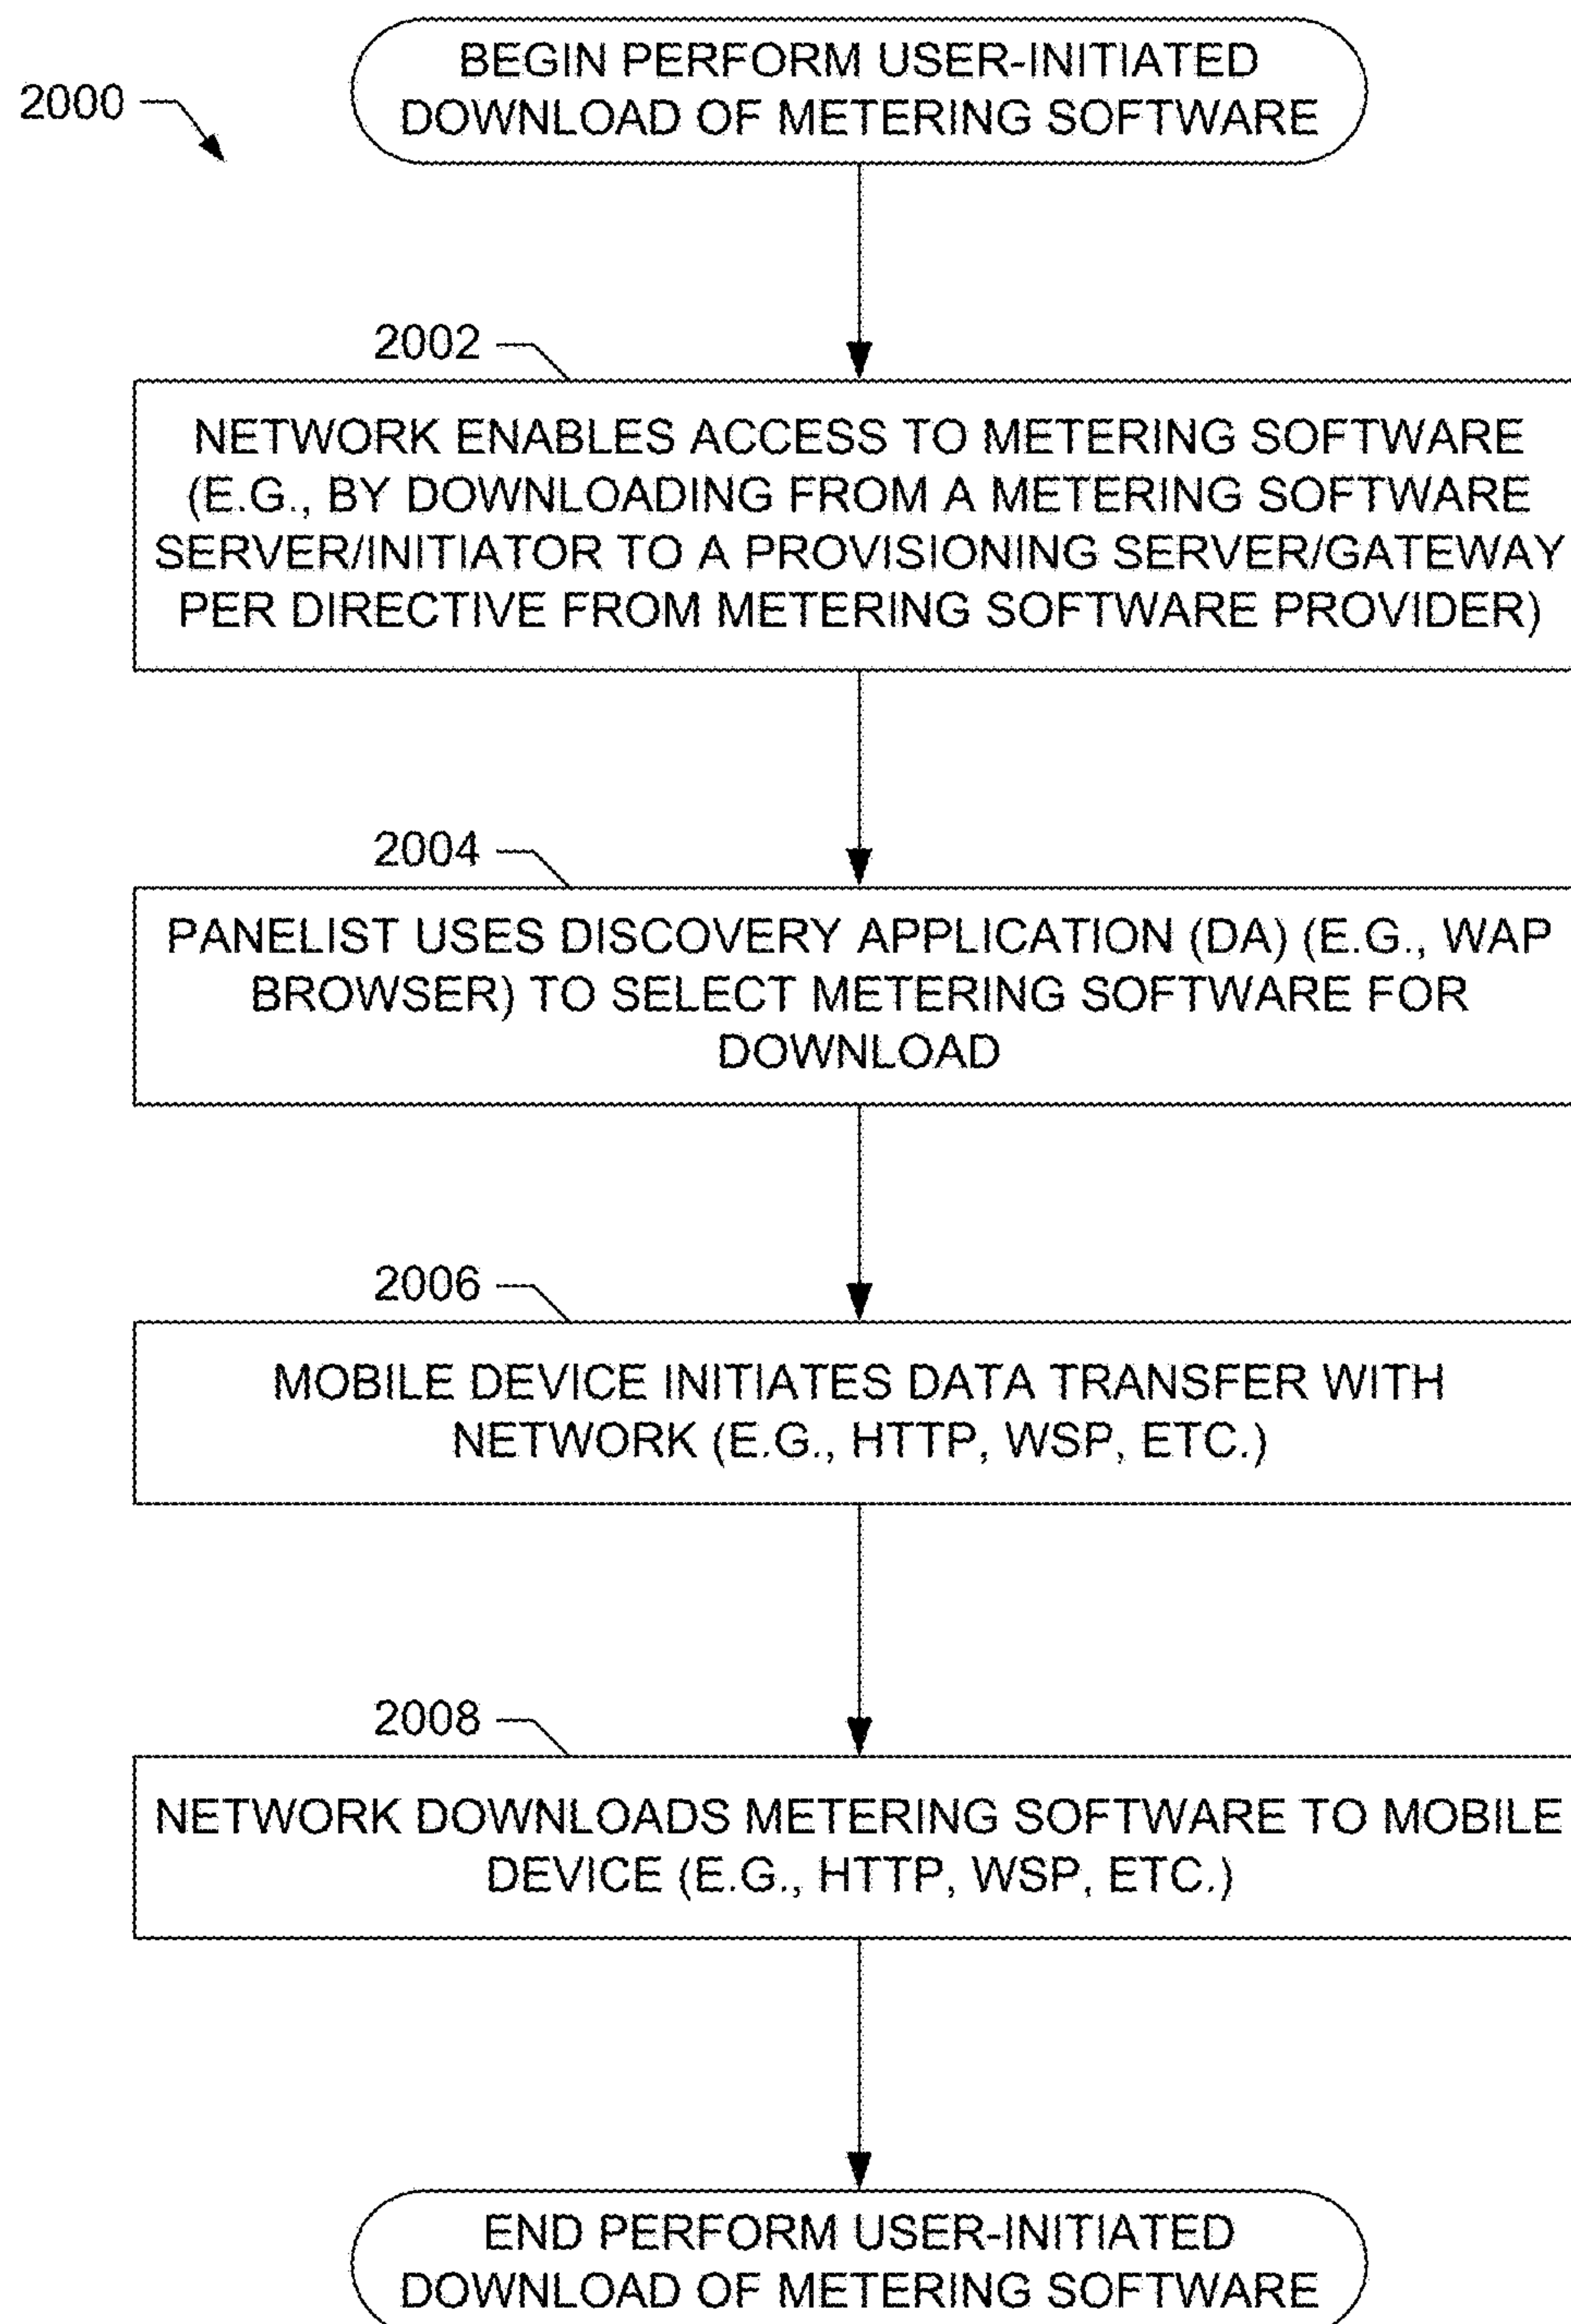 BEGIN PERFORM USER-INITIATED
DOWNLOAD OF METERING SOFTWARE
2000
2002
NETWORK ENABLES ACCESS TO METERING SOFTWARE
(E.G., BY DOWNLOADING FROM A METERING SOFTWARE
SERVER/INITIATOR TO A PROVISIONING SERVER/GATEWAY
PER DIRECTIVE FROM METERING SOFTWARE PROVIDER)
2004
PANELIST USES DISCOVERY APPLICATION (DA) (E.G., WAP
BROWSER) TO SELECT METERING SOFTWARE FOR
DOWNLOAD
2006
MOBILE DEVICE INITIATES DATA TRANSFER WITH
NETWORK (E.G., HTTP, WSP, ETC.)
2008
NETWORK DOWNLOADS METERING SOFTWARE TO MOBILE
DEVICE (E.G., HTTP, WSP, ETC.)
END PERFORM USER-INITIATED
DOWNLOAD OF METERING SOFTWARE